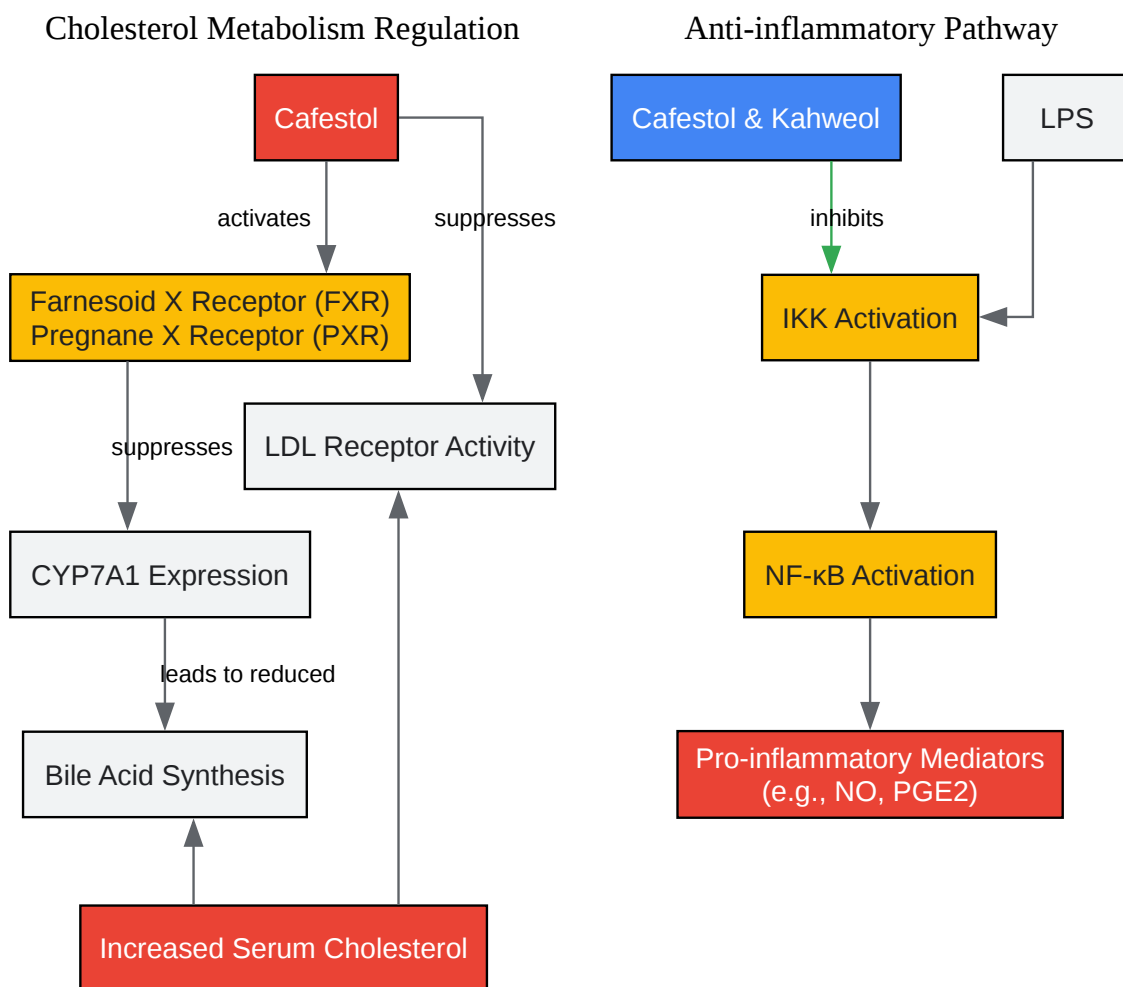 Cholesterol Metabolism Regulation
Cafestol
activates
suppresses
Farnesoid X Receptor (FXR)
Pregnane X Receptor (PXR)
suppresses
LDL Receptor Activity
CYP7A1 Expression
leads to reduced
Bile Acid Synthesis
Increased Serum Cholesterol
Anti-inflammatory Pathway
Cafestol & Kahweol
LPS
inhibits
IKK Activation
NF-κB Activation
Pro-inflammatory Mediators
(e.g., NO, PGE2)